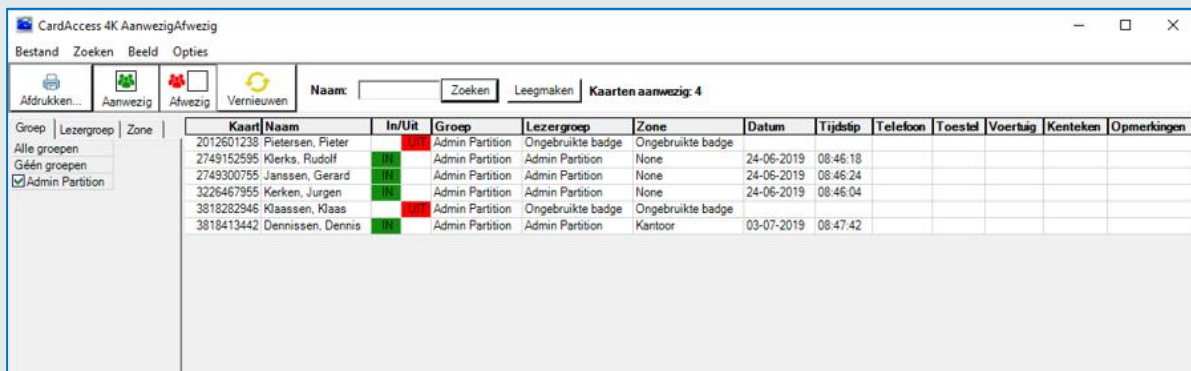 CardAccess 4K AanwezigAfwezig
Bestand Zoeken Beeld Opties
Afdrukken... Aanwezig Afwezig Vernieuwen Naam: Zoeken Leegmaken Kaarten aanwezig: 4
Groep Lezergroep Zone
Alle groepen
Géén groepen
Admin Partition
Kaart Naam In/Uit Groep Lezergroep Zone Datum Tijdstip Telefoon Toestel Voertuig Kenteken Opmerkingen
2012601238 Pietersen, Pieter UIT Admin Partition Ongebruikte badge Ongebruikte badge
2749152595 Klerks, Rudolf IN Admin Partition Admin Partition None 24-06-2019 08:46:18
2749300755 Janssen, Gerard IN Admin Partition Admin Partition None 24-06-2019 08:46:24
3226467955 Kerken, Jurgen IN Admin Partition Admin Partition None 24-06-2019 08:46:04
3818282946 Klaassen, Klaas UIT Admin Partition Ongebruikte badge Ongebruikte badge
3818413442 Dennissen, Dennis IN Admin Partition Admin Partition Kantoor 03-07-2019 08:47:42